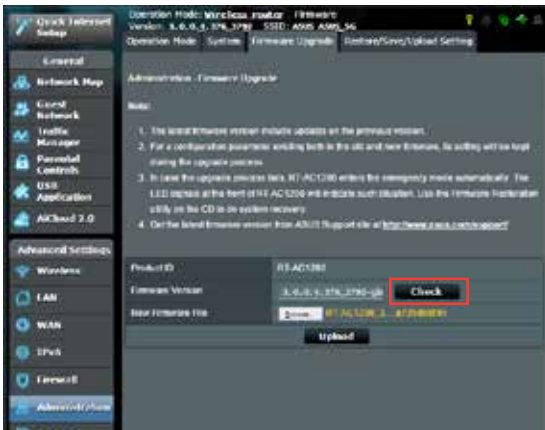 Quick Internet
Setup
Operation Mode: Wireless router Firmware
Version: 3.0.0.4.376_3790 SSID: ASUS ASUS_5G
Operation Mode System Firmware Upgrade Restore/Save/Upload Setting
General
Network Map
Guest
Network
Traffic
Manager
Parental
Controls
USB
Application
AiCloud 2.0
Advanced Settings
Wireless
LAN
WAN
IPv6
Firewall
Administration
Administration - Firmware Upgrade
Note:
1. The latest firmware version include updates on the previous version.
2. For a configuration parameter existing both in the old and new firmware, its setting will be kept
during the upgrade process.
3. In case the upgrade process fails, RT-AC1200 enters the emergency mode automatically. The
LED signals at the front of RT-AC1200 will indicate such situation. Use the Firmware Restoration
utility on the CD to do system recovery.
4. Get the latest firmware version from ASUS Support site at http://www.asus.com/support/
Product ID RT-AC1200
Firmware Version 3.0.0.4.376_3790 Check
New Firmware File
Upload